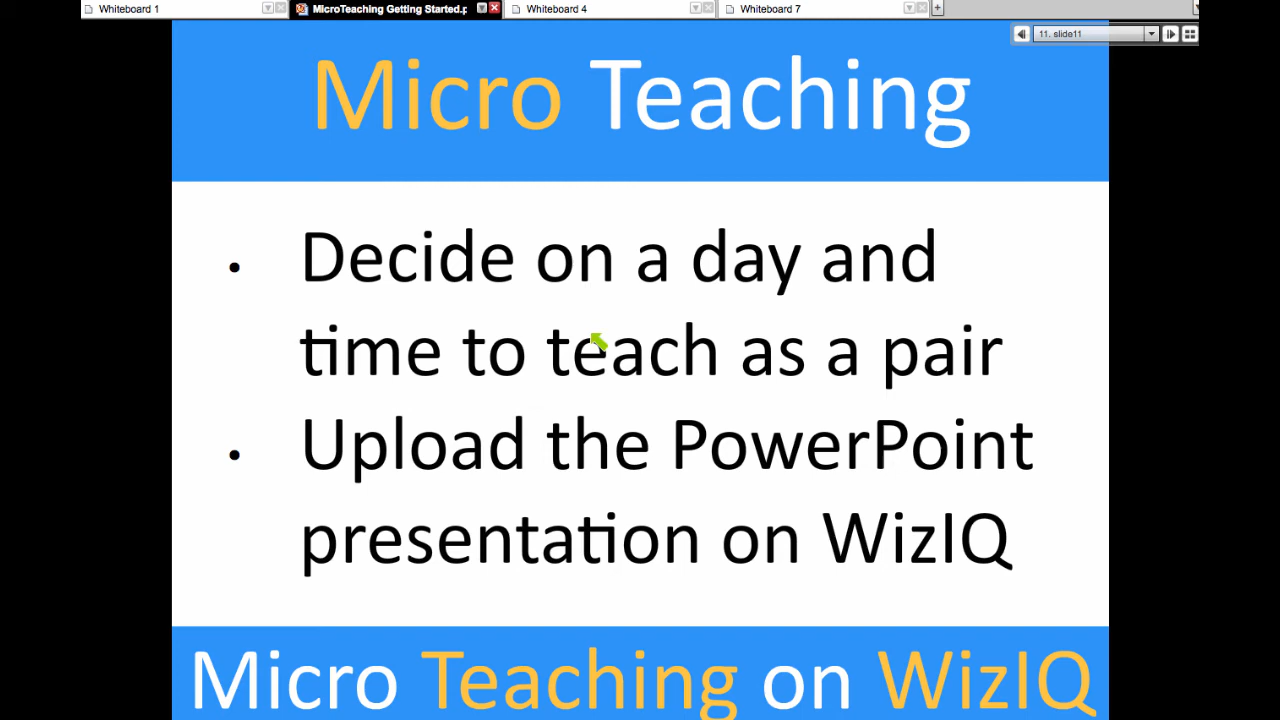 Whiteboard 1
MicroTeaching Getting Started.p
Whiteboard 4
Whiteboard 7
11. slide11
Micro Teaching
• Decide on a day and
time to teach as a pair
• Upload the PowerPoint
presentation on WizIQ
Micro Teaching on WizIQ